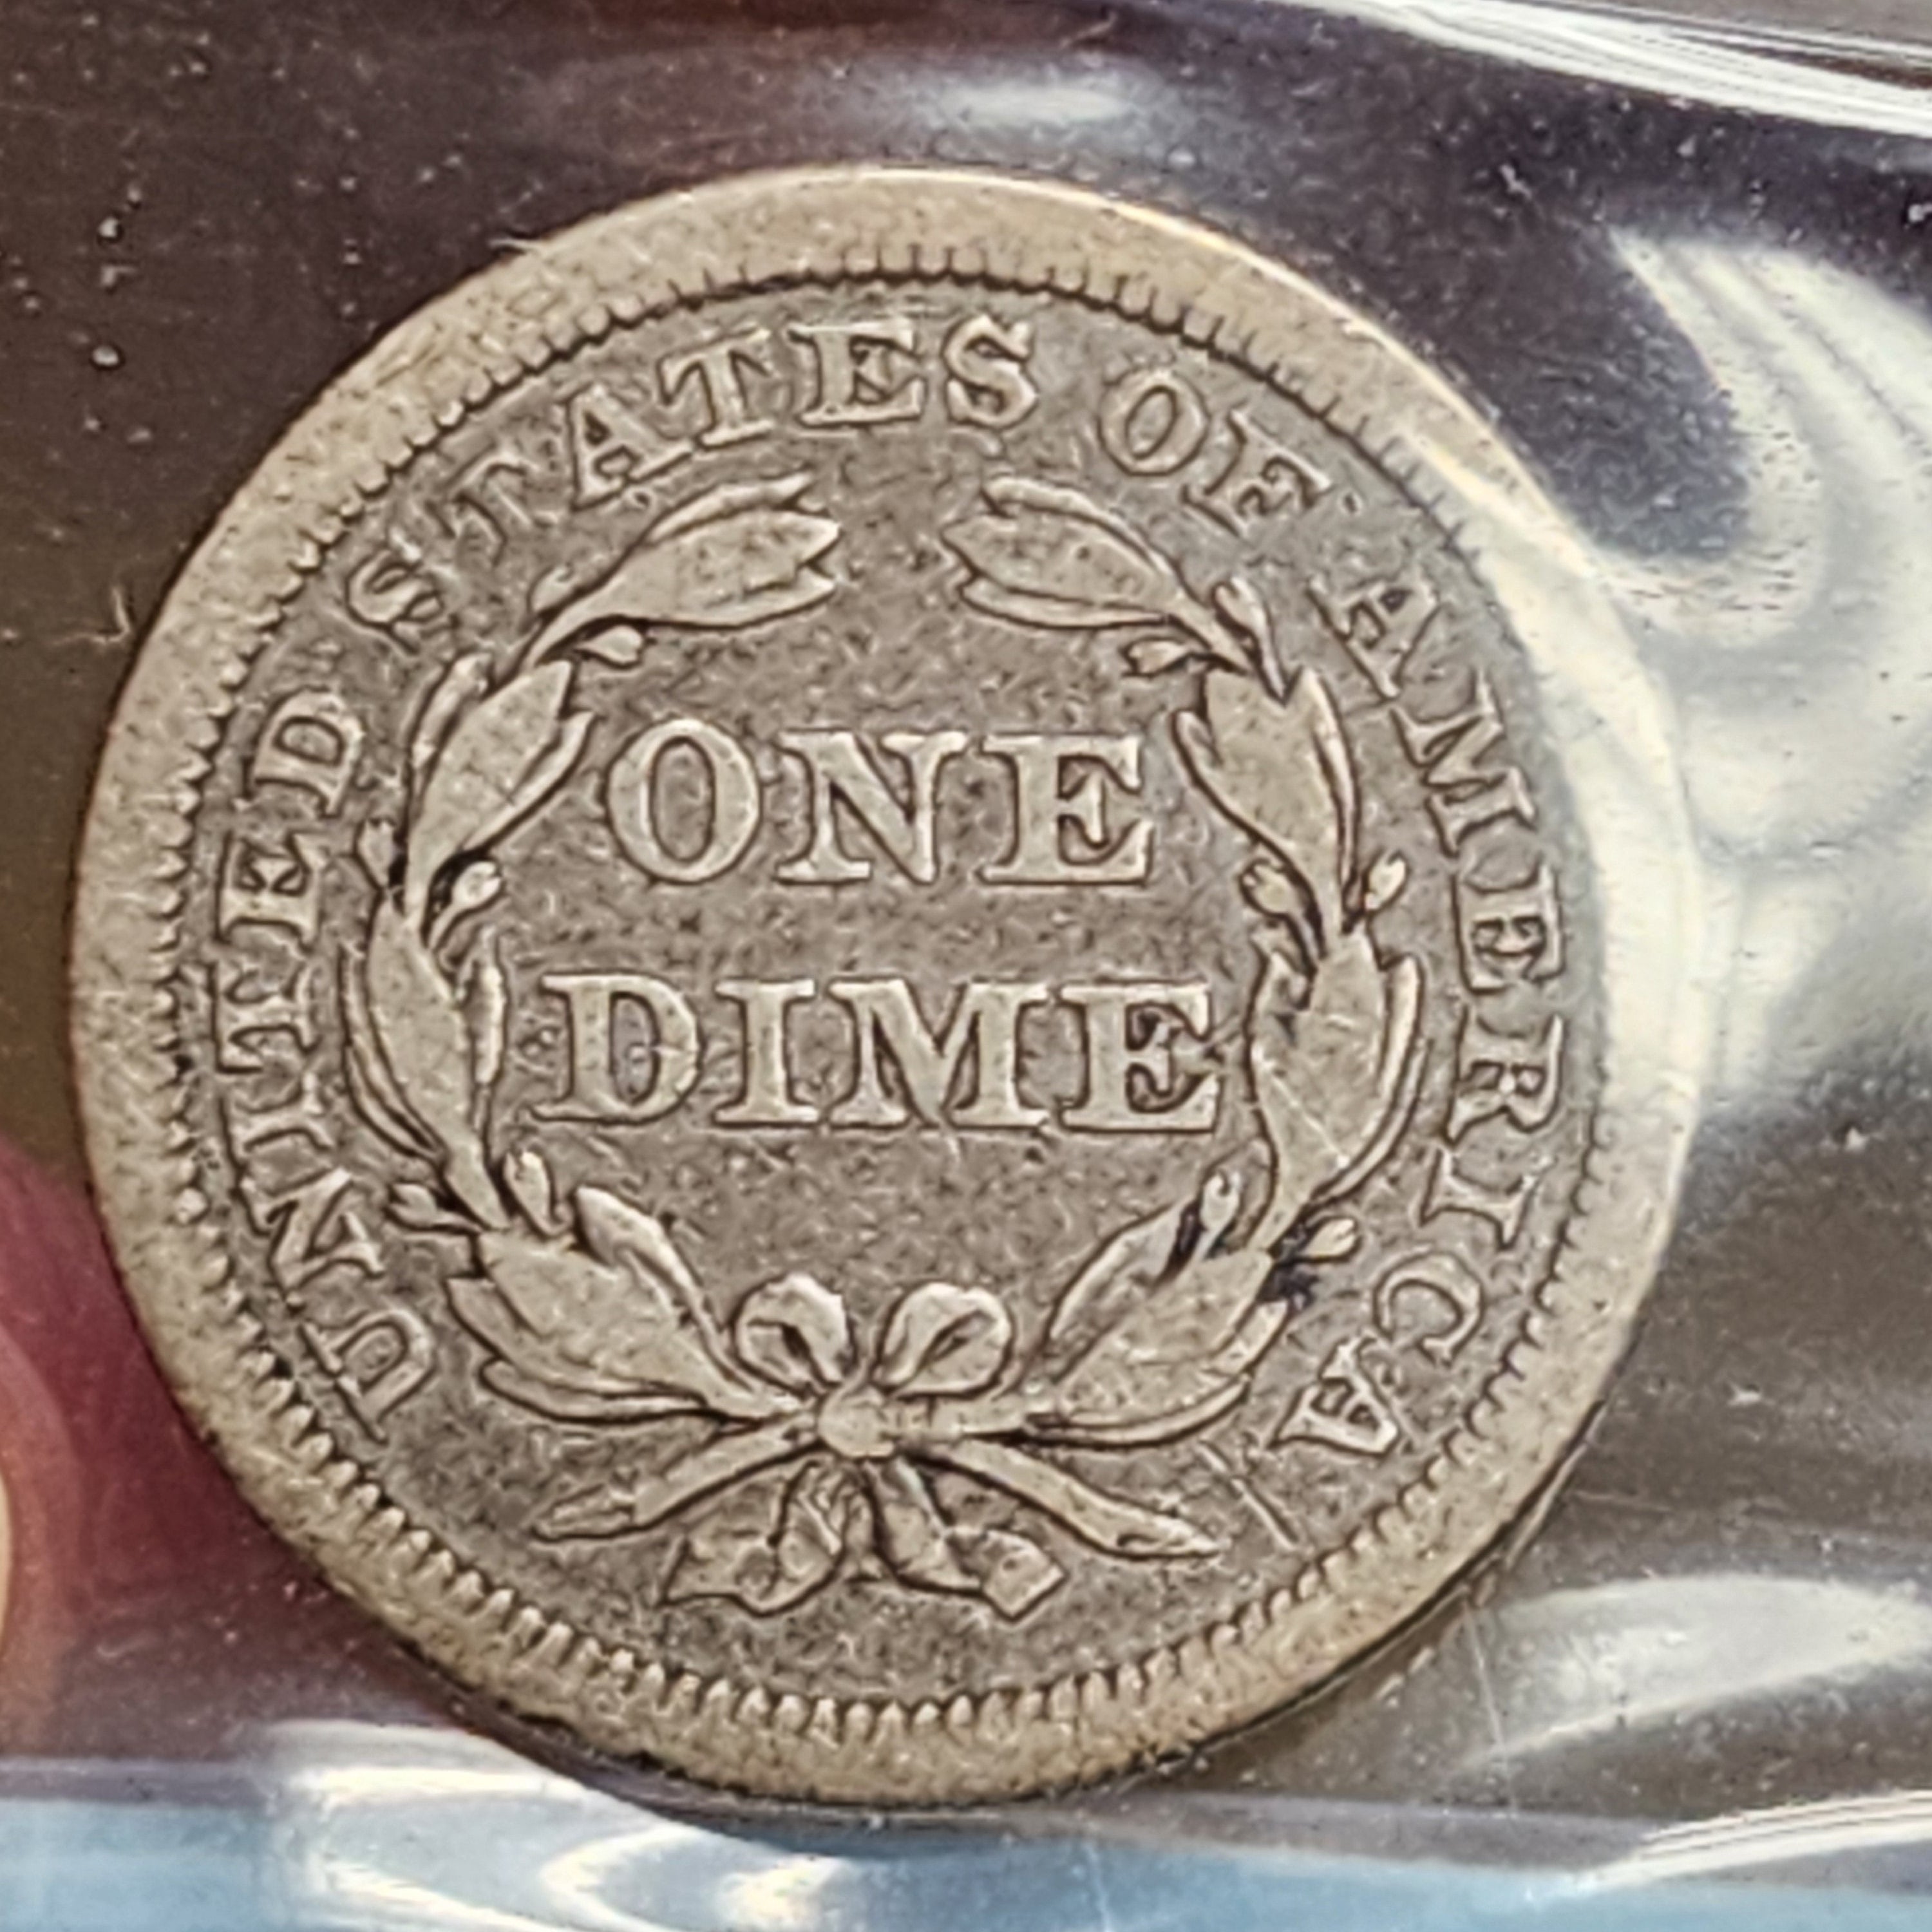 UNITED STATES OF AMERICA
ONE
DIME